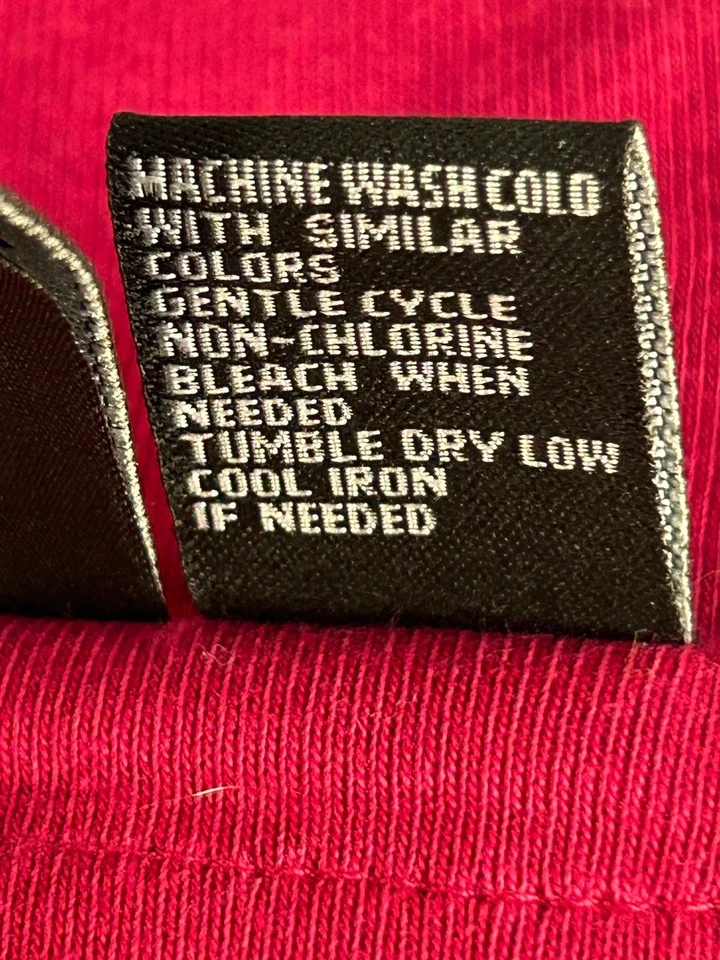 MACHINE WASH COLD
WITH SIMILAR
COLORS
GENTLE CYCLE
NON-CHLORINE
BLEACH WHEN
NEEDED
TUMBLE DRY LOW
COOL IRON
IF NEEDED